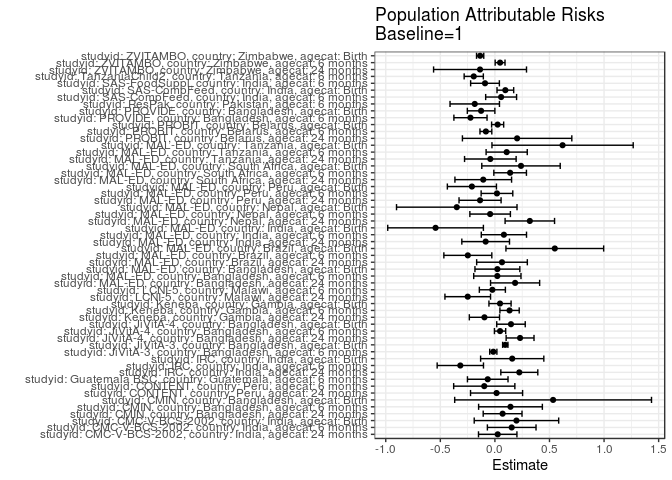 Population Attributable Risks
Baseline=1
studyid: ZVITAMBO, country: Zimbabwe, agecat: Birth
studyid: ZVITAMBO, country: Zimbabwe, agecat: 6 months
studyid: ZVITAMBO, country: Zimbabwe, agecat: 24 months
studyid: TanzaniaChild2, country: Tanzania, agecat: 6 months
studyid: SAS-FoodSuppl, country: India, agecat: 6 months
studyid: SAS-CompFeed, country: India, agecat: Birth
studyid: SAS-CompFeed, country: India, agecat: 6 months
studyid: ResPak, country: Pakistan, agecat: 6 months
studyid: PROVIDE, country: Bangladesh, agecat: Birth
studyid: PROVIDE, country: Bangladesh, agecat: 6 months
studyid: PROBIT, country: Belarus, agecat: Birth
studyid: PROBIT, country: Belarus, agecat: 6 months
studyid: PROBIT, country: Belarus, agecat: 24 months
studyid: MAL-ED, country: Tanzania, agecat: Birth
studyid: MAL-ED, country: Tanzania, agecat: 6 months
studyid: MAL-ED, country: Tanzania, agecat: 24 months
studyid: MAL-ED, country: South Africa, agecat: Birth
studyid: MAL-ED, country: South Africa, agecat: 6 months
studyid: MAL-ED, country: South Africa, agecat: 24 months
studyid: MAL-ED, country: Peru, agecat: Birth
studyid: MAL-ED, country: Peru, agecat: 6 months
studyid: MAL-ED, country: Peru, agecat: 24 months
studyid: MAL-ED, country: Nepal, agecat: Birth
studyid: MAL-ED, country: Nepal, agecat: 6 months
studyid: MAL-ED, country: Nepal, agecat: 24 months
studyid: MAL-ED, country: India, agecat: Birth
studyid: MAL-ED, country: India, agecat: 6 months
studyid: MAL-ED, country: India, agecat: 24 months
studyid: MAL-ED, country: Brazil, agecat: Birth
studyid: MAL-ED, country: Brazil, agecat: 6 months
studyid: MAL-ED, country: Brazil, agecat: 24 months
studyid: MAL-ED, country: Bangladesh, agecat: Birth
studyid: MAL-ED, country: Bangladesh, agecat: 6 months
studyid: MAL-ED, country: Bangladesh, agecat: 24 months
studyid: LCNI-5, country: Malawi, agecat: 6 months
studyid: LCNI-5, country: Malawi, agecat: 24 months
studyid: Keneba, country: Gambia, agecat: Birth
studyid: Keneba, country: Gambia, agecat: 6 months
studyid: Keneba, country: Gambia, agecat: 24 months
studyid: JiVitA-4, country: Bangladesh, agecat: Birth
studyid: JiVitA-4, country: Bangladesh, agecat: 6 months
studyid: JiVitA-4, country: Bangladesh, agecat: 24 months
studyid: JiVitA-3, country: Bangladesh, agecat: Birth
studyid: JiVitA-3, country: Bangladesh, agecat: 6 months
studyid: IRC, country: India, agecat: Birth
studyid: IRC, country: India, agecat: 6 months
studyid: IRC, country: India, agecat: 24 months
studyid: Guatemala BSC, country: Guatemala, agecat: 6 months
studyid: CONTENT, country: Peru, agecat: 6 months
studyid: CONTENT, country: Peru, agecat: 24 months
studyid: CMIN, country: Bangladesh, agecat: Birth
studyid: CMIN, country: Bangladesh, agecat: 6 months
studyid: CMIN, country: Bangladesh, agecat: 24 months
studyid: CMC-V-BCS-2002, country: India, agecat: Birth
studyid: CMC-V-BCS-2002, country: India, agecat: 6 months
studyid: CMC-V-BCS-2002, country: India, agecat: 24 months
-1.0 -0.5 0.0 0.5 1.0 1.5
Estimate